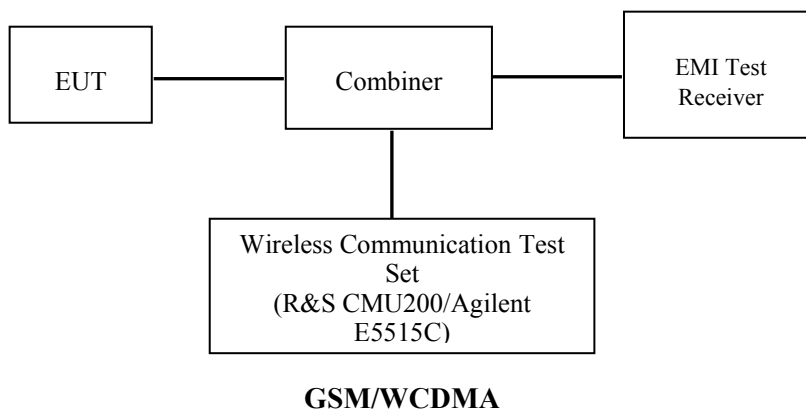 EUT
Combiner
EMI Test
Receiver
Wireless Communication Test
Set
(R&S CMU200/Agilent
E5515C)
GSM/WCDMA